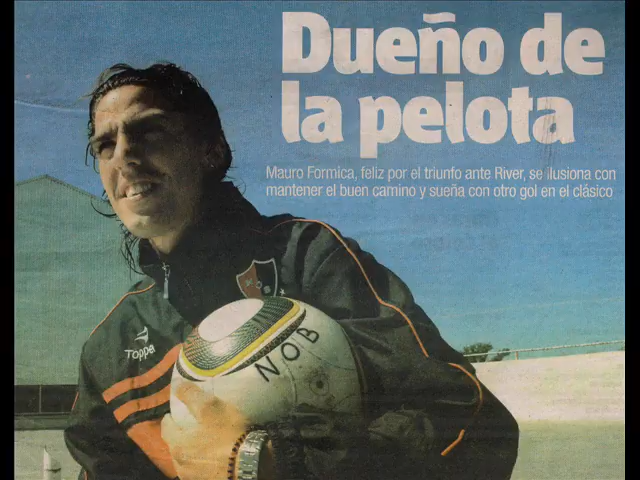 Dueño de
la pelota
Mauro Formica, feliz por el triunfo ante River, se ilusiona con
mantener el buen camino y sueña con otro gol en el clásico
Topper
NOB